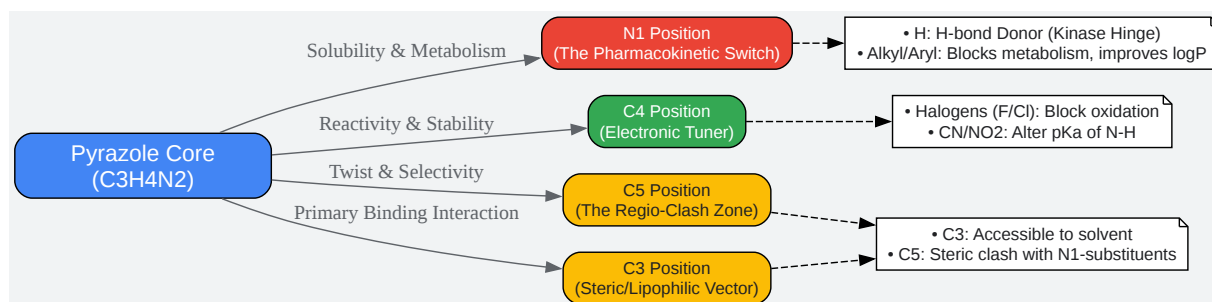 Pyrazole Core
(C3H4N2)
Solubility & Metabolism
Reactivity & Stability
Twist & Selectivity
Primary Binding Interaction
N1 Position
(The Pharmacokinetic Switch)
C4 Position
(Electronic Tuner)
C5 Position
(The Regio-Clash Zone)
C3 Position
(Steric/Lipophilic Vector)
• H: H-bond Donor (Kinase Hinge)
• Alkyl/Aryl: Blocks metabolism, improves logP
• Halogens (F/Cl): Block oxidation
• CN/NO2: Alter pKa of N-H
• C3: Accessible to solvent
• C5: Steric clash with N1-substituents